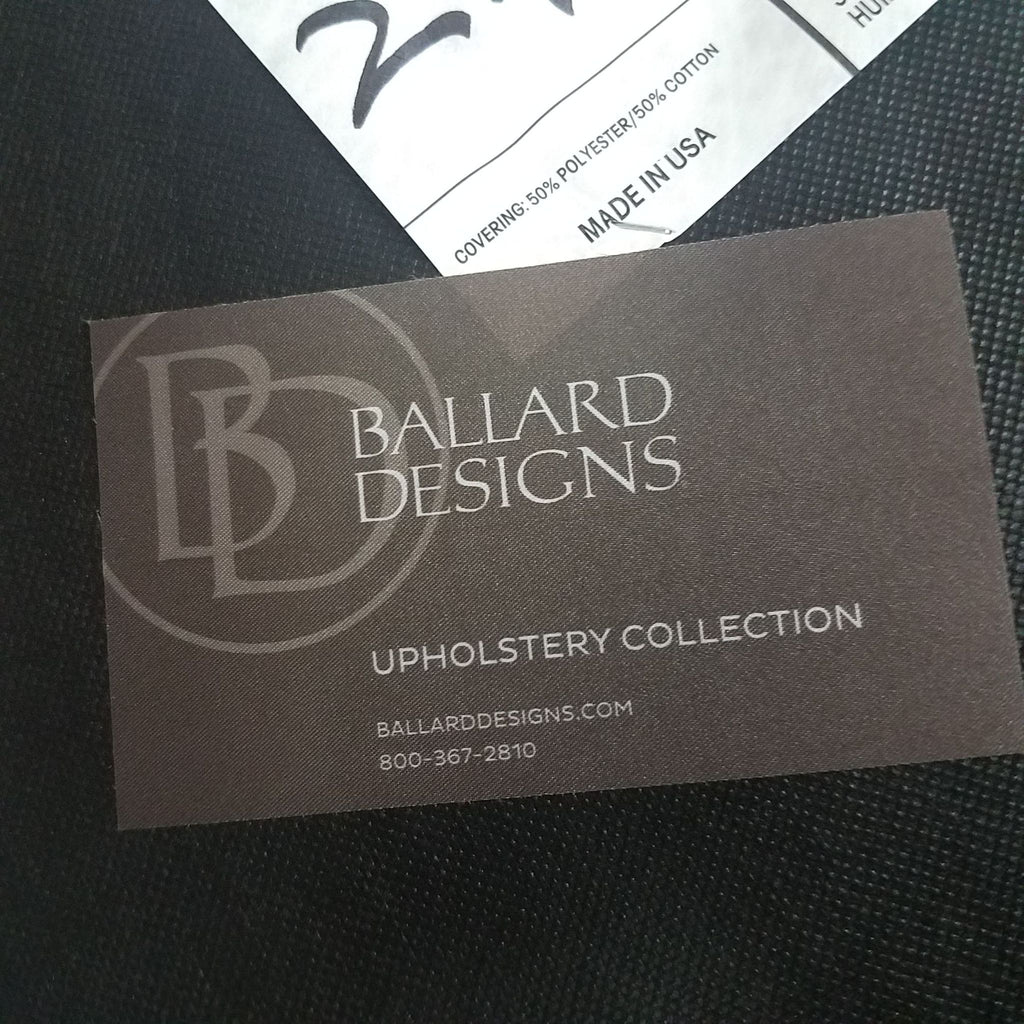 COVERING: 50% POLYESTER/50% COTTON
MADE IN USA
BD
BALLARD
DESIGNS
UPHOLSTERY COLLECTION
BALLARDDESIGNS.COM
800-367-2810